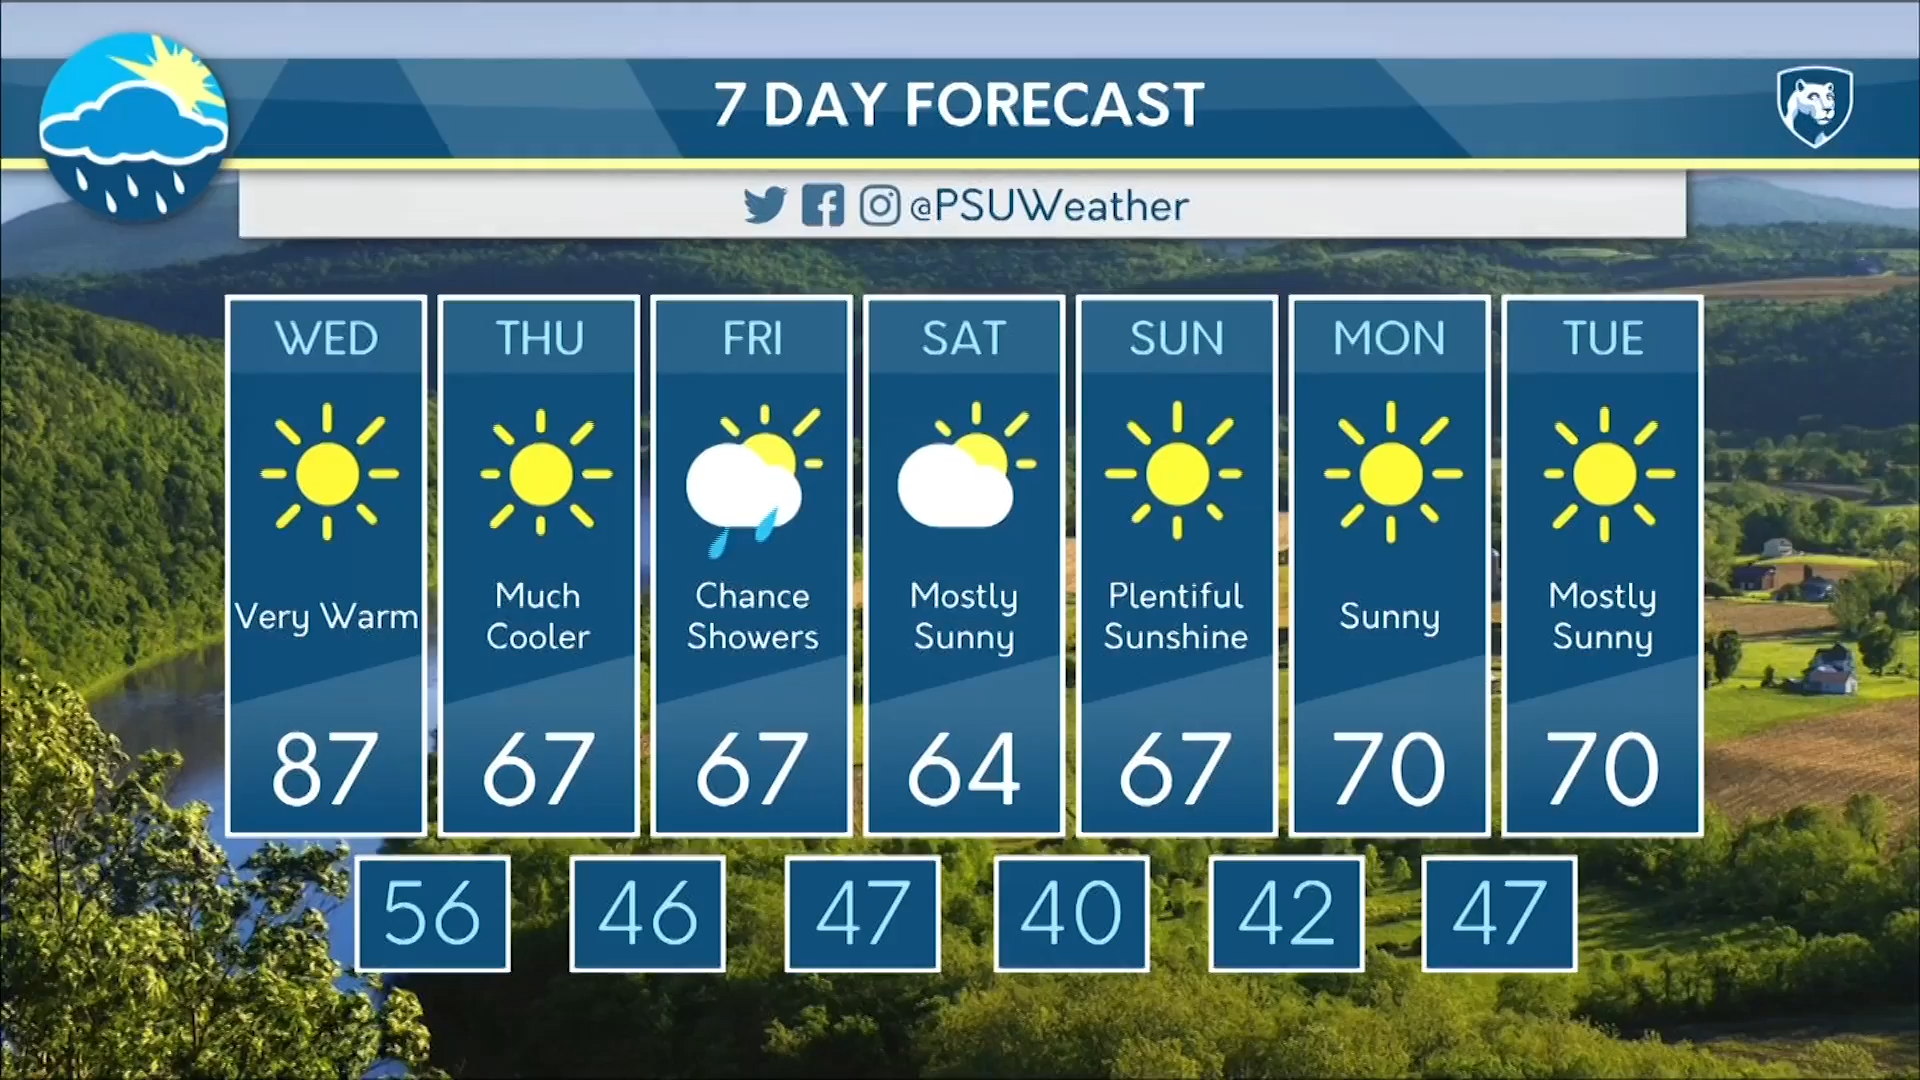 7 DAY FORECAST
@PSUWeather
WED THU FRI SAT SUN MON TUE
Very Warm
Much
Cooler
Chance
Showers
Mostly
Sunny
Plentiful
Sunshine
Sunny
Mostly
Sunny
87 67 67 64 67 70 70
56 46 47 40 42 47